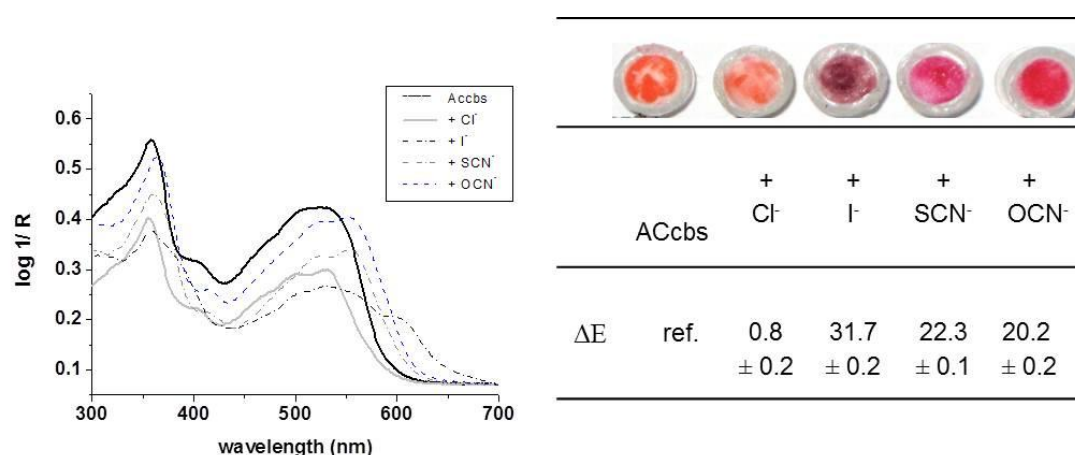 0.6
0.5
0.4
0.3
0.2
0.1
log 1/ R
300 400 500 600 700
wavelength (nm)
Accbs
+ Cl⁻
+ I⁻
+ SCN⁻
+ OCN⁻
+ + + +
ACcbs Cl⁻ I⁻ SCN⁻ OCN⁻
ΔE ref. 0.8 31.7 22.3 20.2
± 0.2 ± 0.2 ± 0.1 ± 0.2